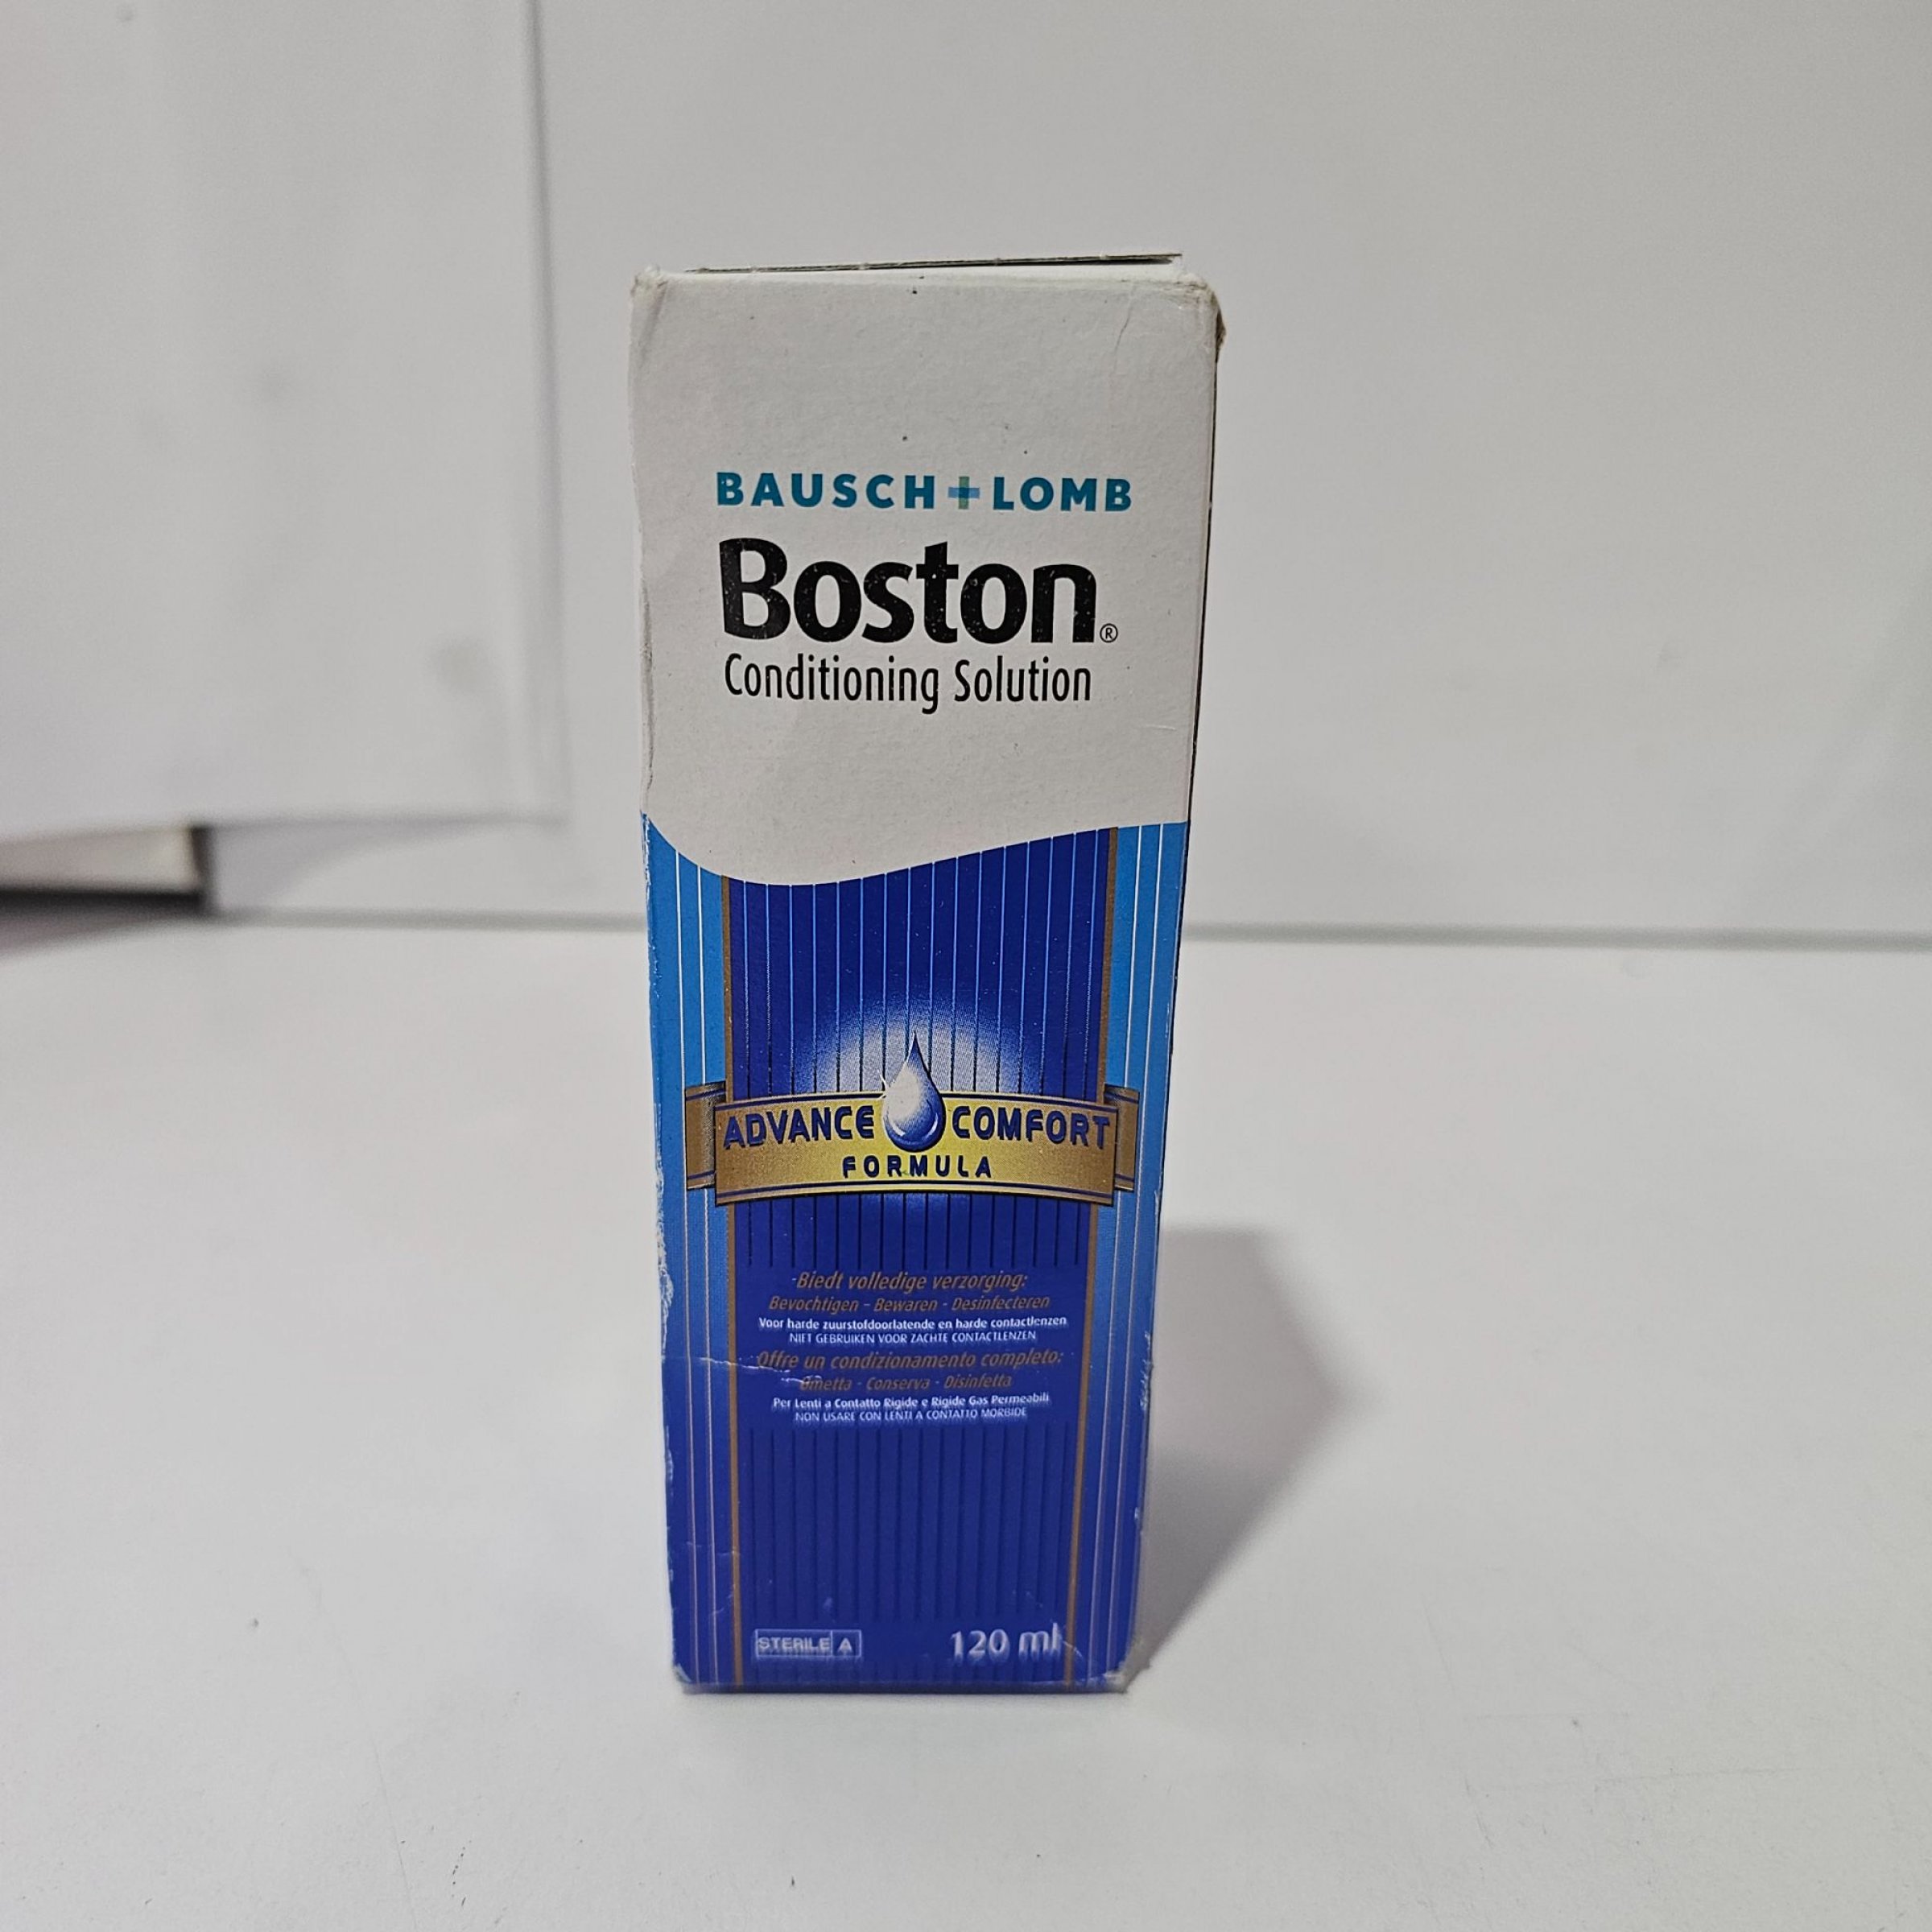 BAUSCH + LOMB
Boston®
Conditioning Solution
ADVANCE COMFORT
FORMULA
Biedt volledige verzorging:
Bevochtigen - Bewaren - Desinfecteren
Voor harde zuurstofdoorlatende en harde contactlenzen
NIET GEBRUIKEN VOOR ZACHTE CONTACTLENZEN
Offre un condizionamento completo:
Umetta - Conserva - Disinfetta
Per Lenti a Contatto Rigide e Rigide Gas Permeabili
NON USARE CON LENTI A CONTATTO MORBIDE
STERILE A
120 ml